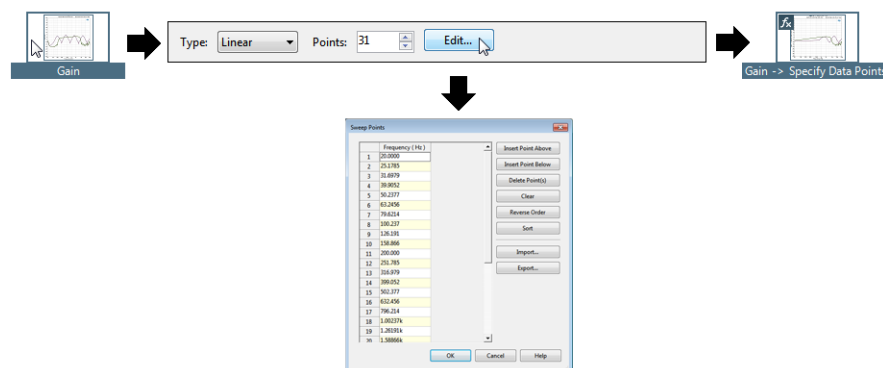 Type: Linear Points: 31 Edit...
Gain
fx
Gain -> Specify Data Points
Sweep Points
Frequency ( Hz )
1 20.0000
2 25.1785
3 31.6979
4 39.9052
5 50.2377
6 63.2456
7 79.6214
8 100.237
9 126.191
10 158.866
11 200.000
12 251.785
13 316.979
14 399.052
15 502.377
16 632.456
17 796.214
18 1.00237k
19 1.26191k
20 1.58866k
Insert Point Above
Insert Point Below
Delete Point(s)
Clear
Reverse Order
Sort
Import...
Export...
OK Cancel Help